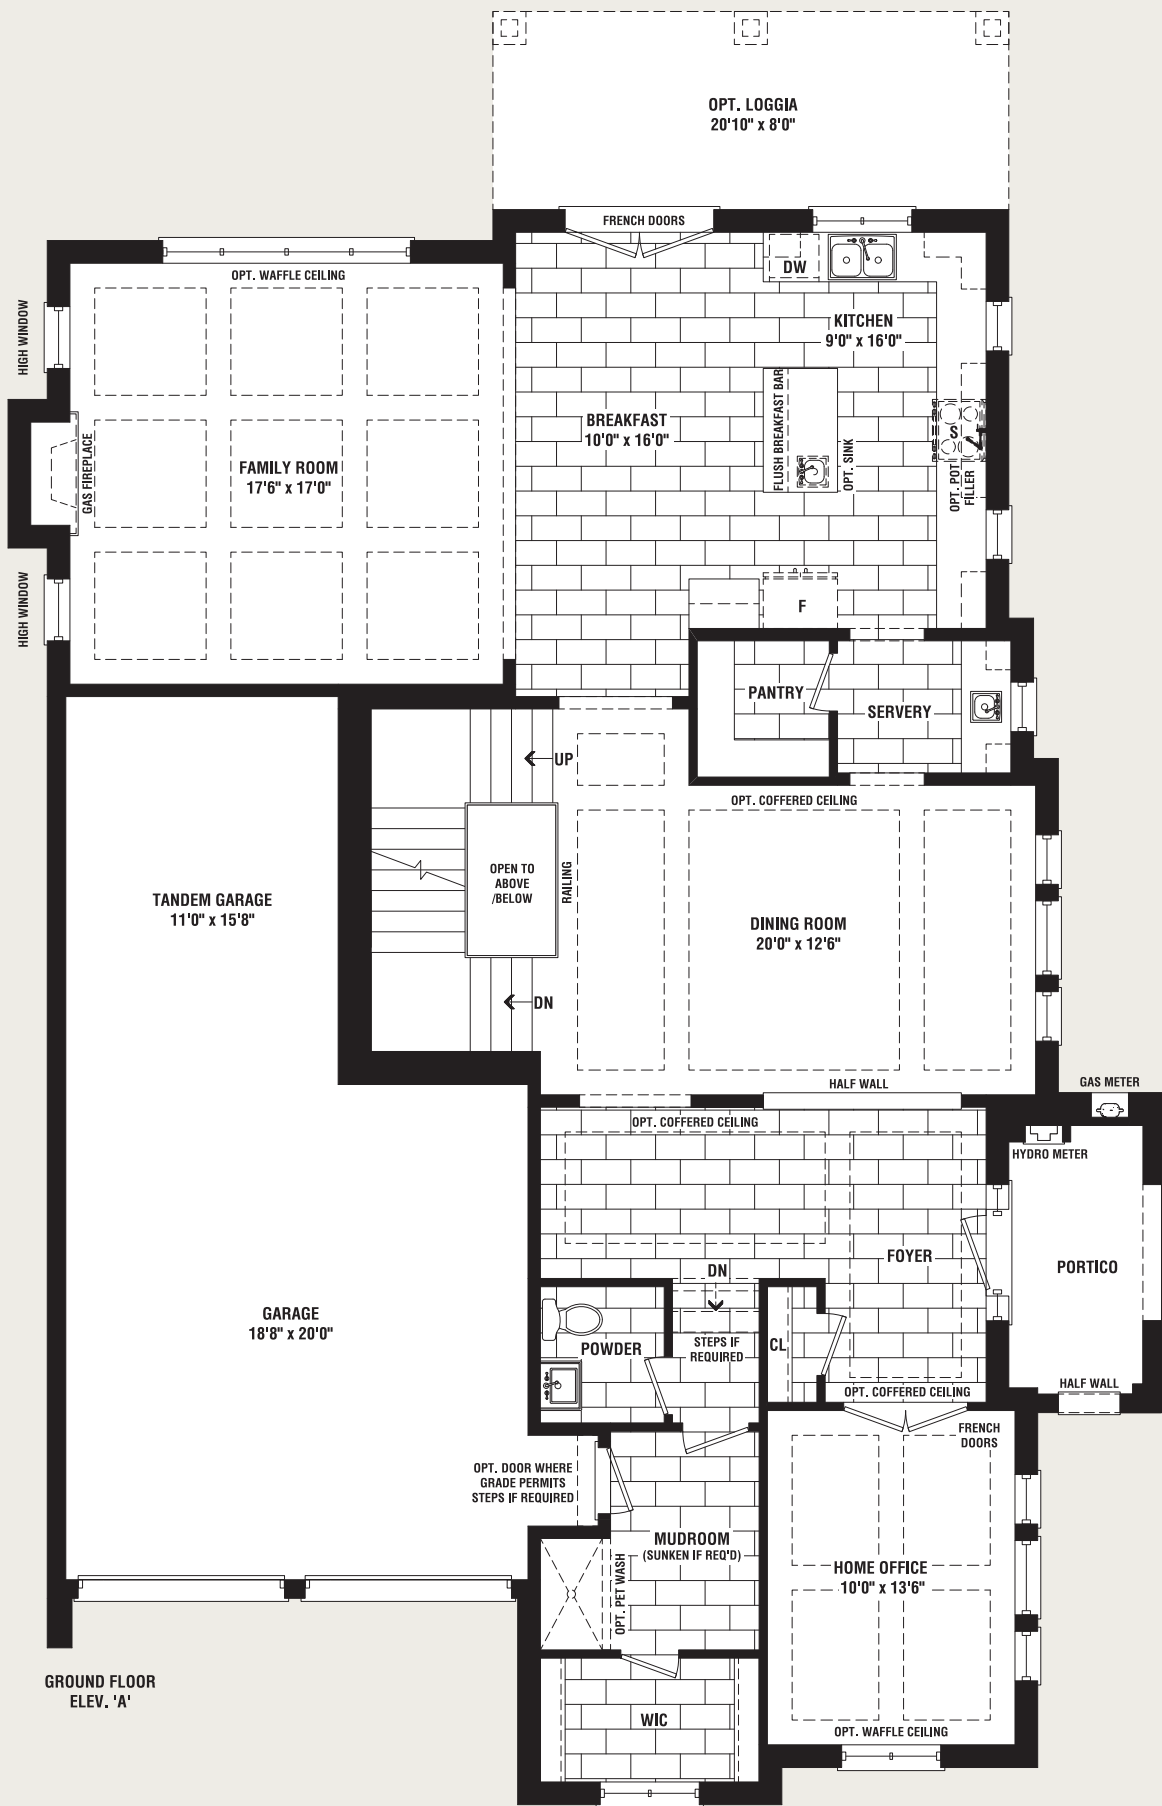 OPT. LOGGIA
20'10" x 8'0"
FRENCH DOORS
OPT. WAFFLE CEILING
DW
HIGH WINDOW
KITCHEN
9'0" x 16'0"
FLUSH BREAKFAST BAR
OPT. SINK
S
OPT. POT
FILLER
BREAKFAST
10'0" x 16'0"
GAS FIREPLACE
FAMILY ROOM
17'6" x 17'0"
HIGH WINDOW
F
PANTRY
SERVERY
UP
OPT. COFFERED CEILING
OPEN TO
ABOVE
/BELOW
RAILING
TANDEM GARAGE
11'0" x 15'8"
DINING ROOM
20'0" x 12'6"
DN
HALF WALL
GAS METER
OPT. COFFERED CEILING
HYDRO METER
FOYER
PORTICO
DN
GARAGE
18'8" x 20'0"
POWDER
STEPS IF
REQUIRED
CL
HALF WALL
OPT. COFFERED CEILING
FRENCH
DOORS
OPT. DOOR WHERE
GRADE PERMITS
STEPS IF REQUIRED
MUDROOM
(SUNKEN IF REQ'D)
OPT. PET WASH
HOME OFFICE
10'0" x 13'6"
GROUND FLOOR
ELEV. 'A'
WIC
OPT. WAFFLE CEILING